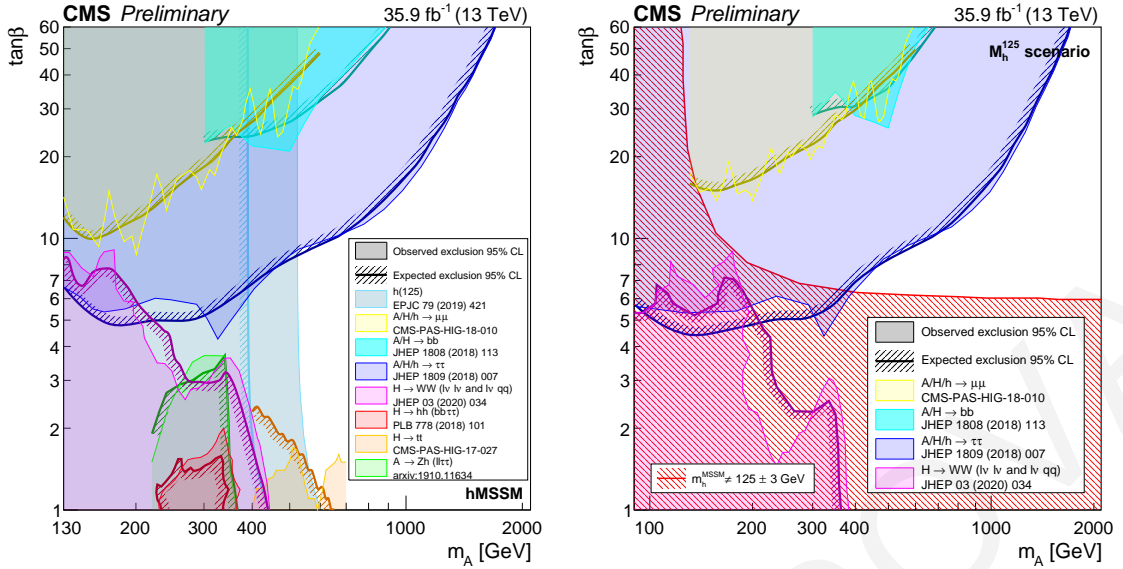 CMS Preliminary 35.9 fb⁻¹ (13 TeV)
tanβ
60
50
40
30
20
10
7
6
5
4
3
2
1
130 200 300 400 1000 2000
m_A [GeV]
Observed exclusion 95% CL
Expected exclusion 95% CL
h(125)
EPJC 79 (2019) 421
A/H/h → μμ
CMS-PAS-HIG-18-010
A/H → bb
JHEP 1808 (2018) 113
A/H/h → ττ
JHEP 1809 (2018) 007
H → WW (lν lν and lν qq)
JHEP 03 (2020) 034
H → hh (bbττ)
PLB 778 (2018) 101
H → tt
CMS-PAS-HIG-17-027
A → Zh (llττ)
arxiv:1910.11634
hMSSM
CMS Preliminary 35.9 fb⁻¹ (13 TeV)
tanβ
M_h^125 scenario
60
50
40
30
20
10
7
6
5
4
3
2
1
90 100 200 300 400 1000 2000
m_A [GeV]
Observed exclusion 95% CL
Expected exclusion 95% CL
A/H/h → μμ
CMS-PAS-HIG-18-010
A/H → bb
JHEP 1808 (2018) 113
A/H/h → ττ
JHEP 1809 (2018) 007
H → WW (lν lν and lν qq)
JHEP 03 (2020) 034
m_h^MSSM ≠ 125 ± 3 GeV